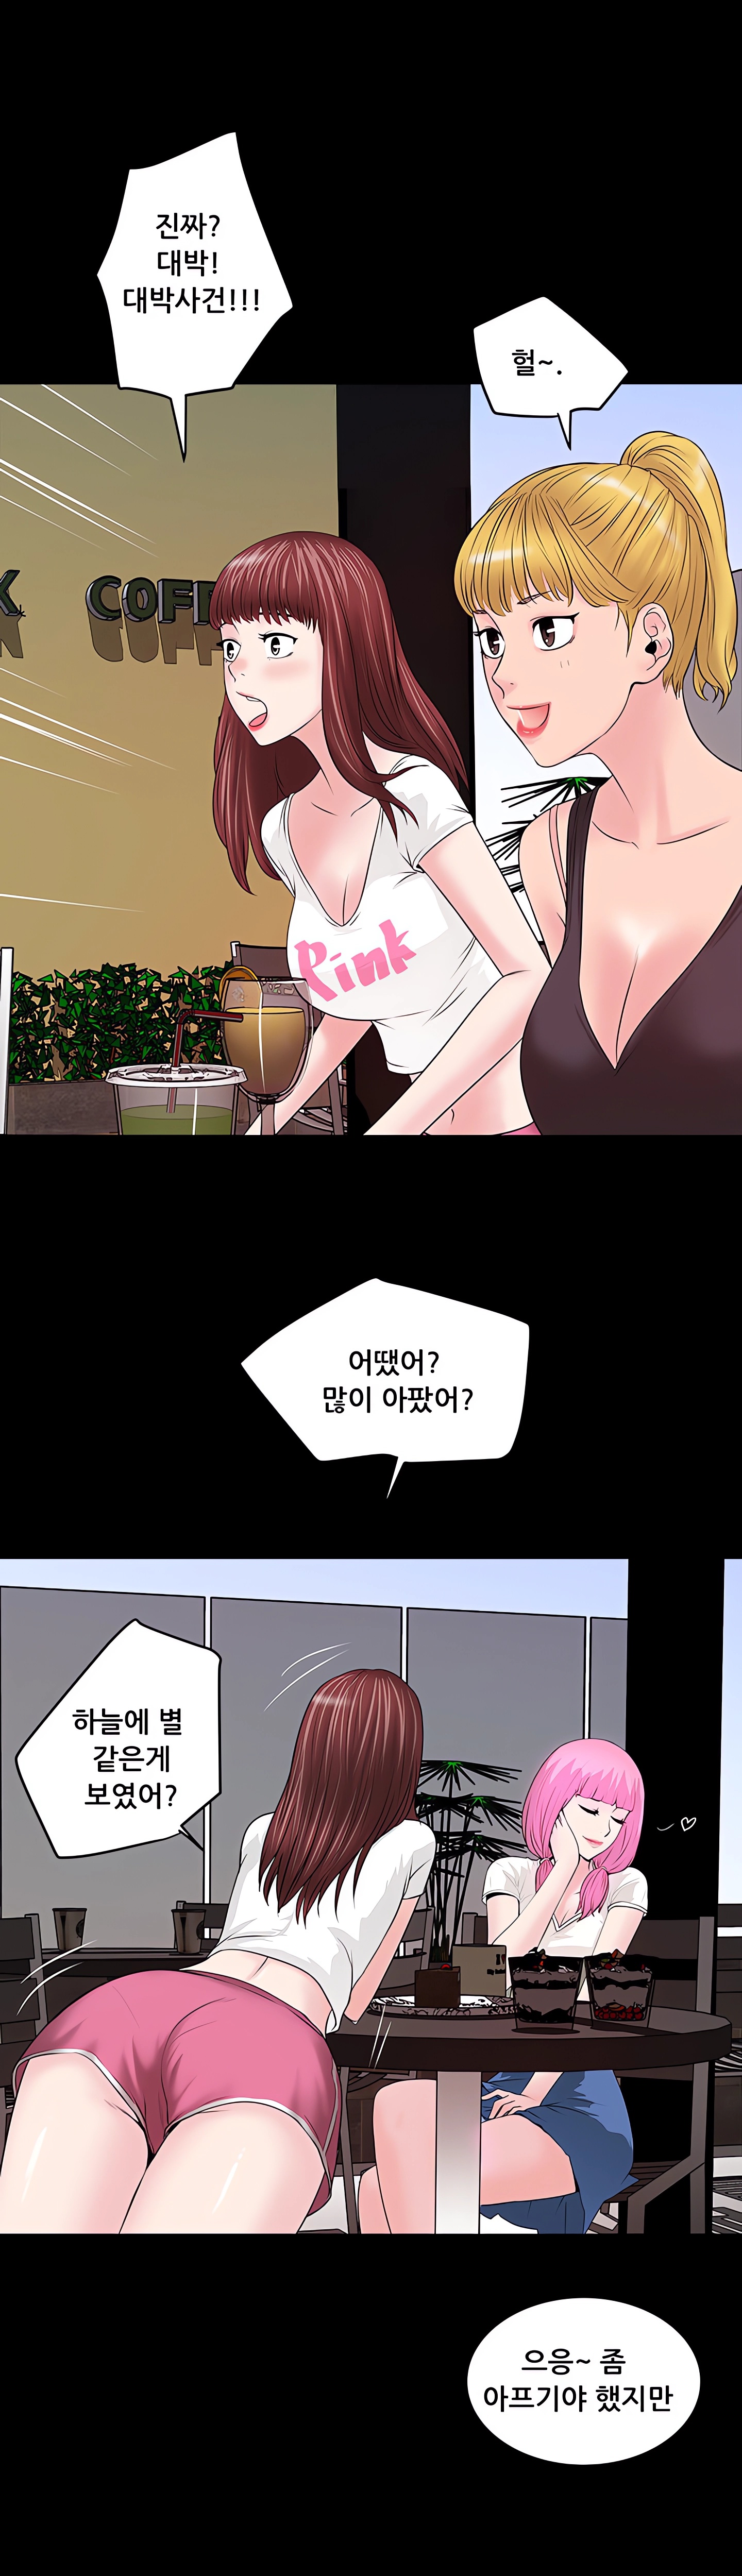 진짜?
대박!
대박사건!!!
헐~.
K COFF
Pink
어땠어?
많이 아팠어?
하늘에 별
같은게
보였어?
으응~ 좀
아프기야 했지만